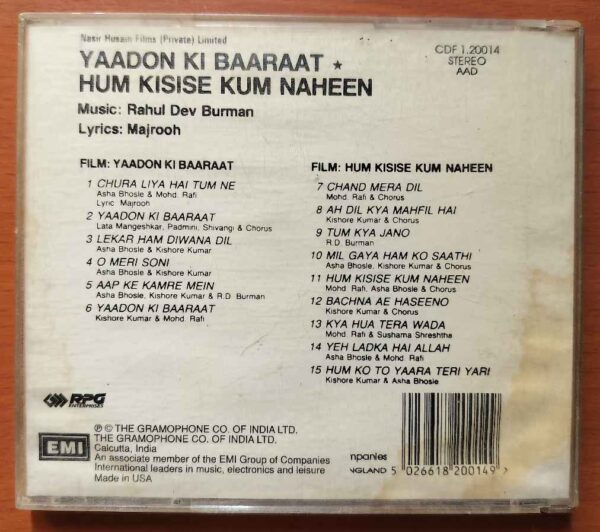 Nasir Husain Films (Private) Limited
YAADON KI BAARAAT ★
HUM KISISE KUM NAHEEN
Music: Rahul Dev Burman
Lyrics: Majrooh
CDF 1.20014
STEREO
AAD
FILM: YAADON KI BAARAAT
1 CHURA LIYA HAI TUM NE
Asha Bhosle & Mohd. Rafi
Lyric: Majrooh
2 YAADON KI BAARAAT
Lata Mangeshkar, Padmini, Shivangi & Chorus
3 LEKAR HAM DIWANA DIL
Asha Bhosle & Kishore Kumar
4 O MERI SONI
Asha Bhosle & Kishore Kumar
5 AAP KE KAMRE MEIN
Asha Bhosle, Kishore Kumar & R.D. Burman
6 YAADON KI BAARAAT
Kishore Kumar & Mohd. Rafi
FILM: HUM KISISE KUM NAHEEN
7 CHAND MERA DIL
Mohd. Rafi & Chorus
8 AH DIL KYA MAHFIL HAI
Kishore Kumar & Chorus
9 TUM KYA JANO
R.D. Burman
10 MIL GAYA HAM KO SAATHI
Asha Bhosle, Kishore Kumar & Chorus
11 HUM KISISE KUM NAHEEN
Mohd. Rafi, Asha Bhosle & Chorus
12 BACHNA AE HASEENO
Kishore Kumar & Chorus
13 KYA HUA TERA WADA
Mohd. Rafi & Sushama Shreshtha
14 YEH LADKA HAI ALLAH
Asha Bhosle & Mohd. Rafi
15 HUM KO TO YAARA TERI YARI
Kishore Kumar & Asha Bhosle
RPG
ENTERPRISES
EMI
℗ © THE GRAMOPHONE CO. OF INDIA LTD.
THE GRAMOPHONE CO. OF INDIA LTD.
Calcutta, India
An associate member of the EMI Group of Companies
International leaders in music, electronics and leisure
Made in USA
mpanies
NGLAND
5 026618 200149 >